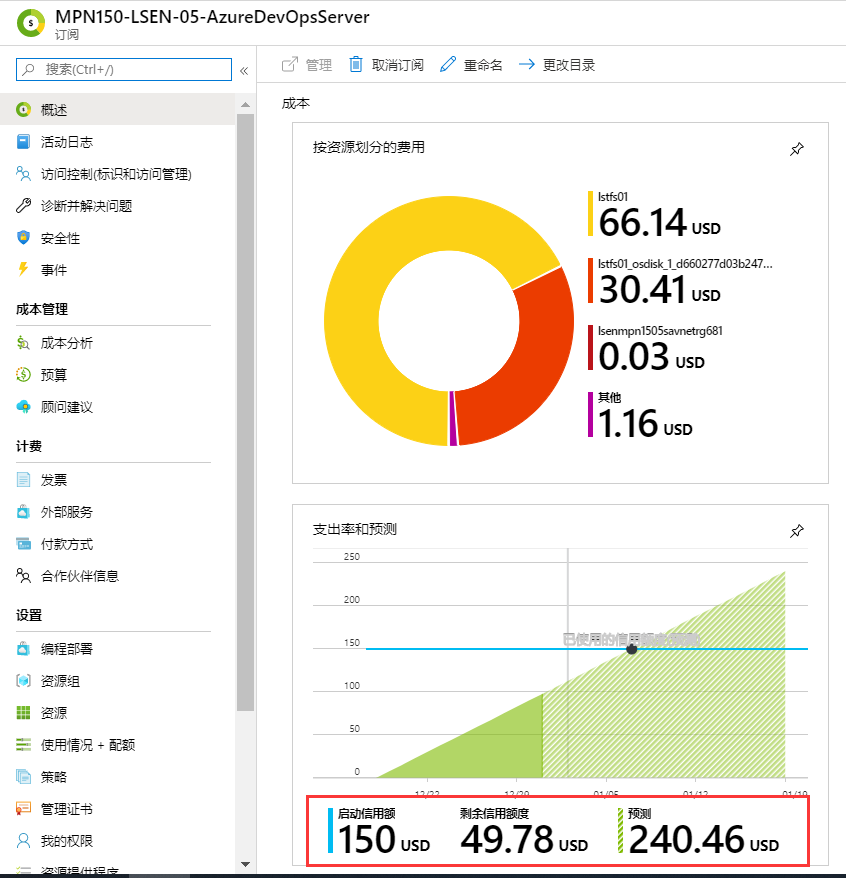 MPN150-LSEN-05-AzureDevOpsServer
订阅
搜索(Ctrl+/)
«
管理
取消订阅
重命名
更改目录
概述
活动日志
访问控制(标识和访问管理)
诊断并解决问题
安全性
事件
成本管理
成本分析
预算
顾问建议
计费
发票
外部服务
付款方式
合作伙伴信息
设置
编程部署
资源组
资源
使用情况 + 配额
策略
管理证书
我的权限
资源提供程序
成本
按资源划分的费用
lstfs01
66.14 USD
lstfs01_osdisk_1_d660277d03b247...
30.41 USD
lsenmpn1505savnetrg681
0.03 USD
其他
1.16 USD
支出率和预测
250
200
已使用的信用额度(预测)
150
100
50
0
12/22
12/29
01/05
01/12
01/19
启动信用额
150 USD
剩余信用额度
49.78 USD
预测
240.46 USD